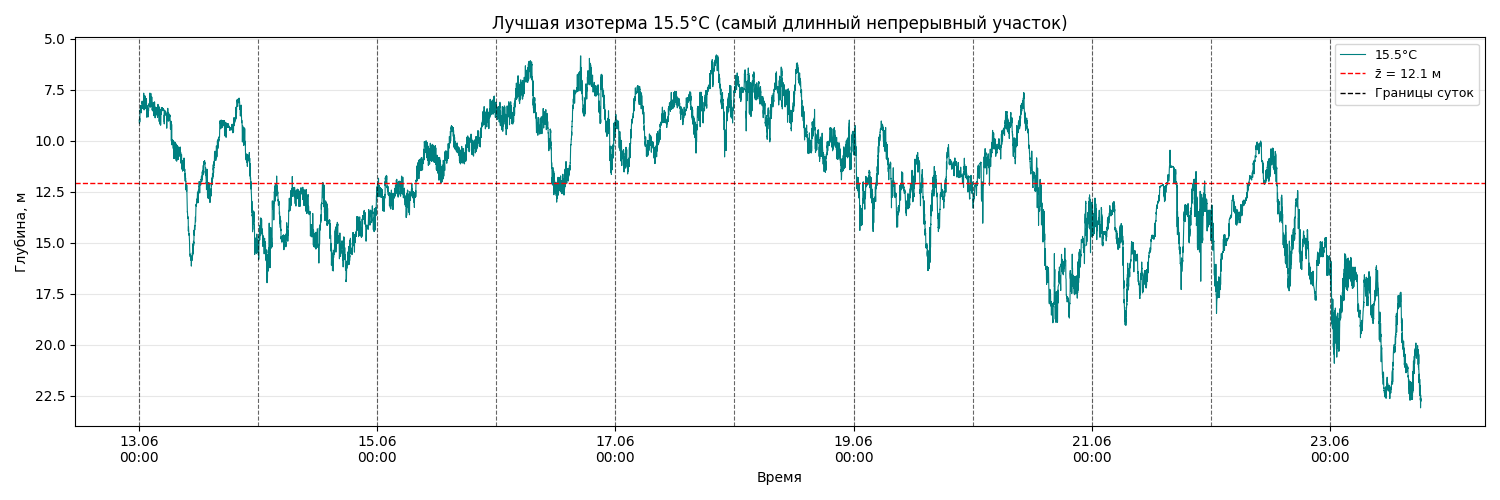 Лучшая изотерма 15.5°C (самый длинный непрерывный участок)
5.0
7.5
10.0
12.5
15.0
17.5
20.0
22.5
Глубина, м
15.5°C
z̄ = 12.1 м
Границы суток
13.06 15.06 17.06 19.06 21.06 23.06
00:00 00:00 00:00 00:00 00:00 00:00
Время